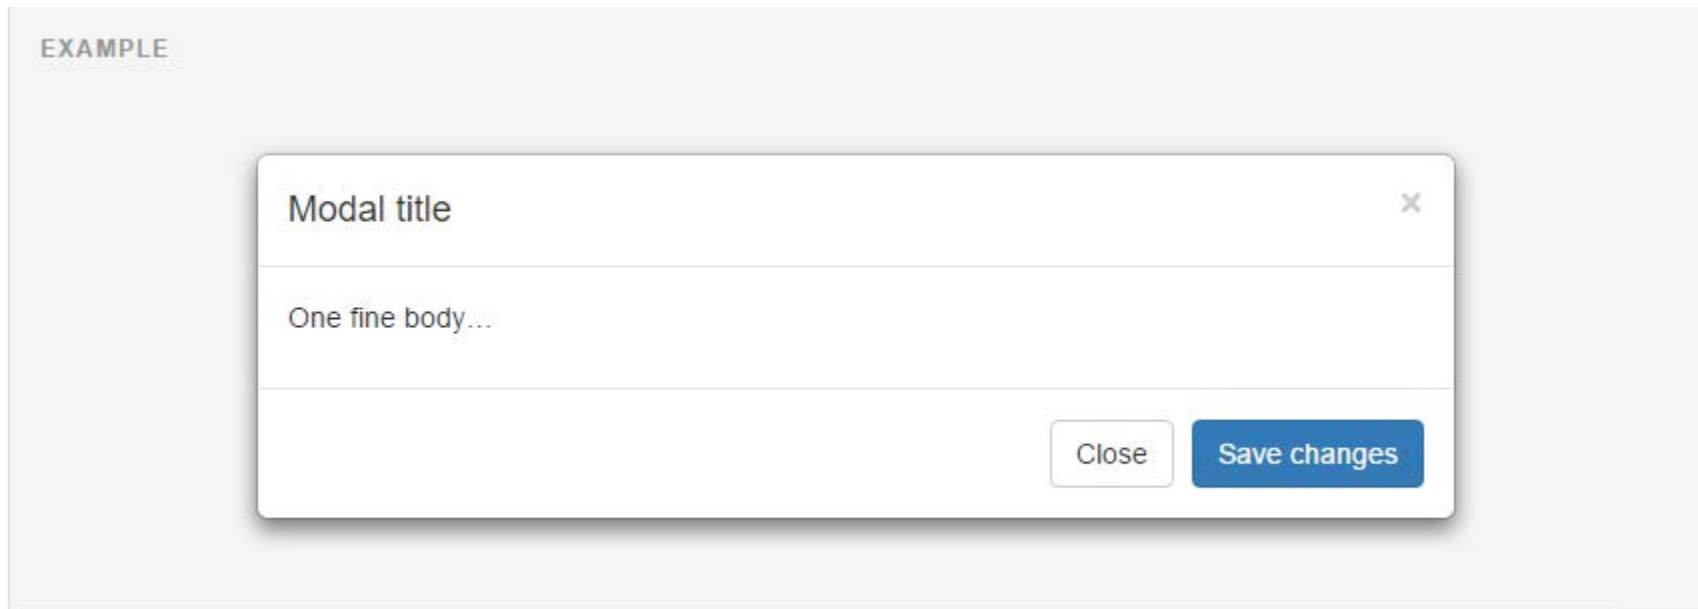 EXAMPLE
Modal title ×
One fine body...
Close Save changes